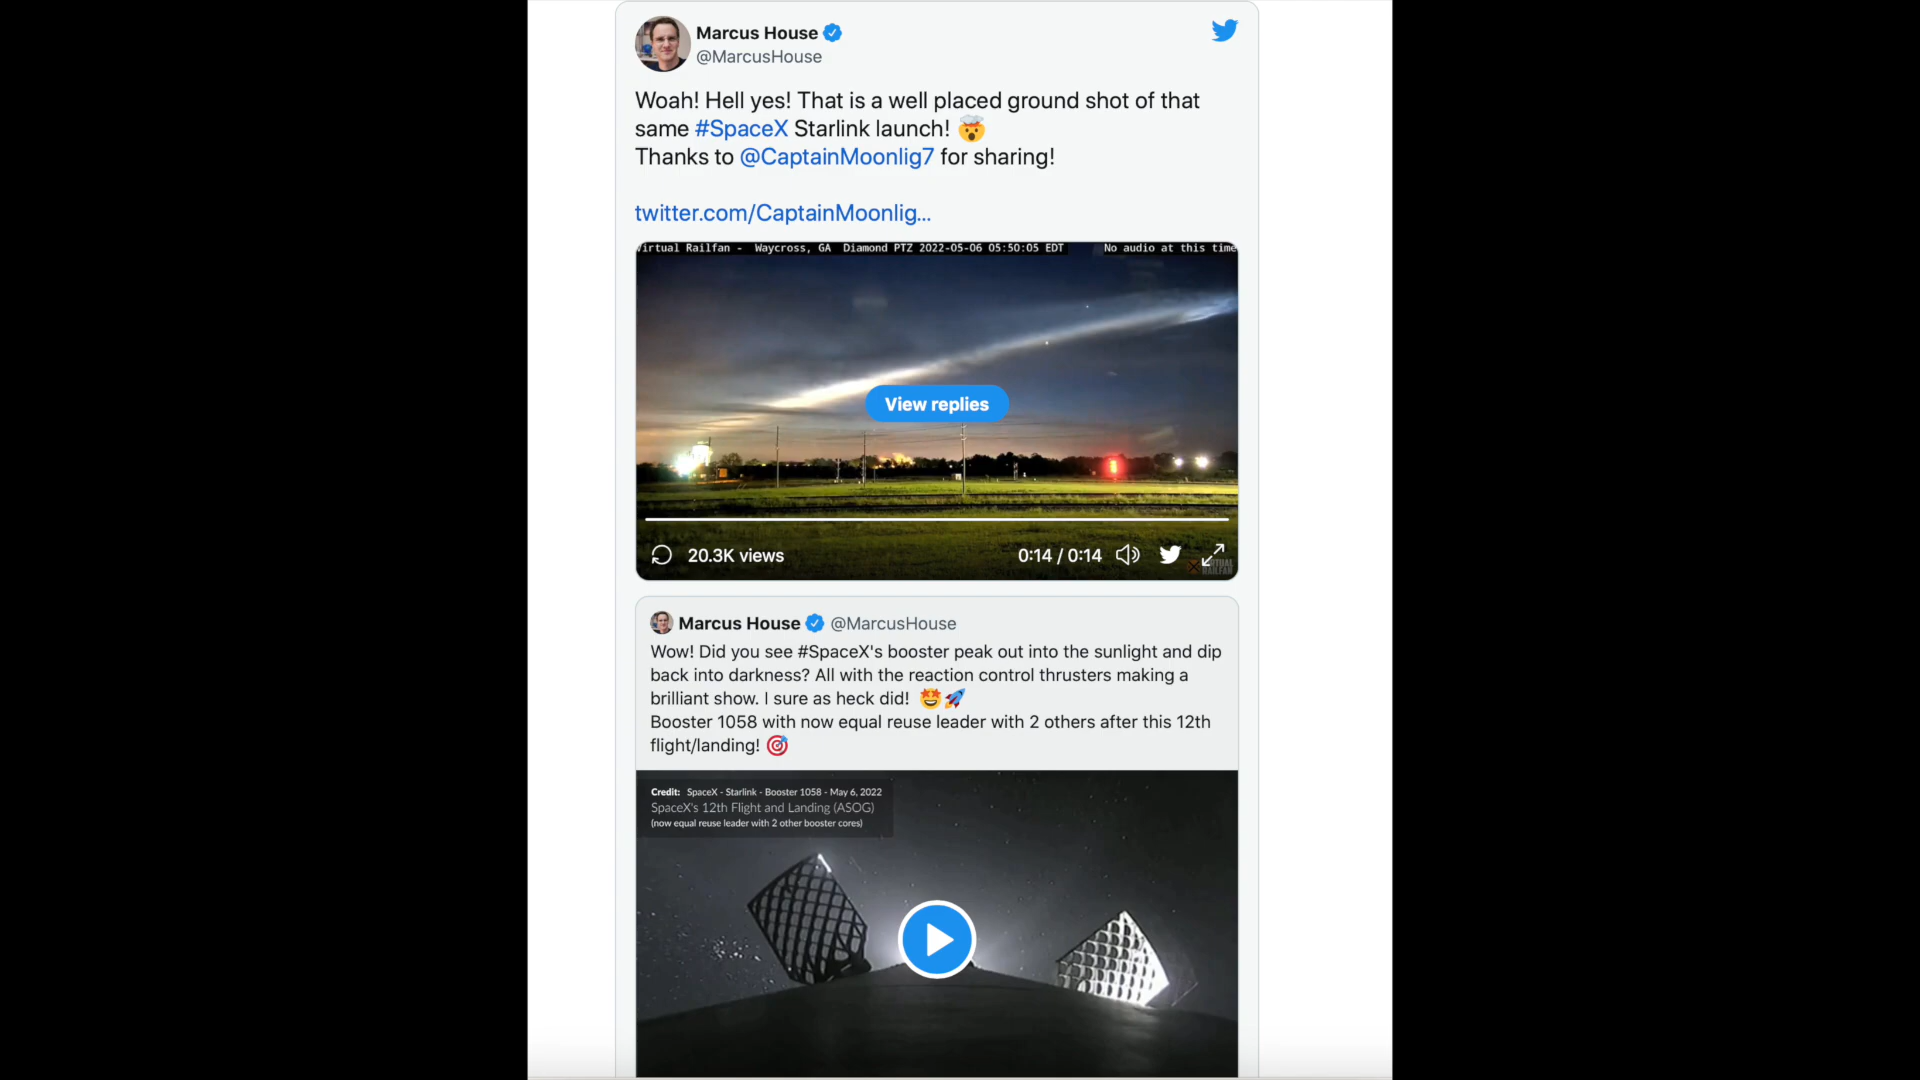 Marcus House
@MarcusHouse
Woah! Hell yes! That is a well placed ground shot of that
same #SpaceX Starlink launch! 🤯
Thanks to @CaptainMoonlig7 for sharing!
twitter.com/CaptainMoonlig...
irtual Railfan - Waycross, GA Diamond PTZ 2022-05-06 05:50:05 EDT No audio at this time
View replies
20.3K views 0:14 / 0:14
Marcus House @MarcusHouse
Wow! Did you see #SpaceX's booster peak out into the sunlight and dip
back into darkness? All with the reaction control thrusters making a
brilliant show. I sure as heck did! 🤩🚀
Booster 1058 with now equal reuse leader with 2 others after this 12th
flight/landing! 🎯
Credit: SpaceX - Starlink - Booster 1058 - May 6, 2022
SpaceX's 12th Flight and Landing (ASOG)
(now equal reuse leader with 2 other booster cores)